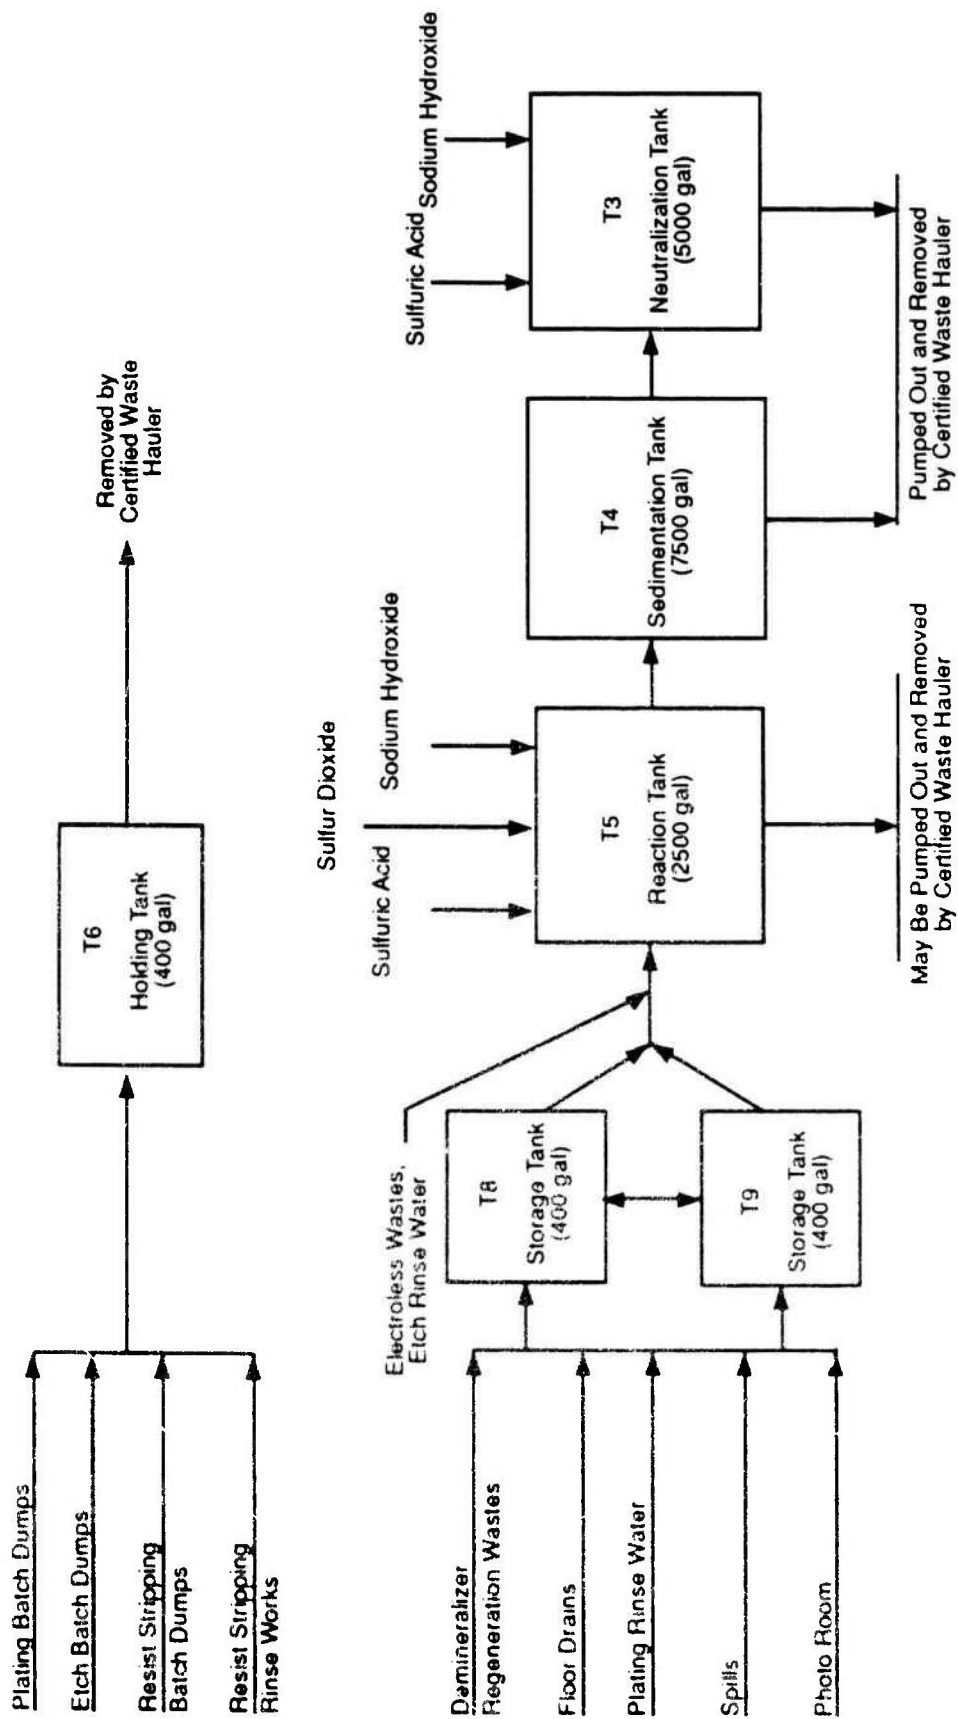 Plating Batch Dumps
Etch Batch Dumps
Resist Stripping
Batch Dumps
Resist Stripping
Rinse Works
T6
Holding Tank
(400 gal)
Removed by
Certified Waste
Hauler
Demineralizer
Regeneration Wastes
Floor Drains
Plating Rinse Water
Spills
Photo Room
Electroless Wastes,
Etch Rinse Water
T8
Storage Tank
(400 gal)
T9
Storage Tank
(400 gal)
Sulfuric Acid
Sulfur Dioxide
Sodium Hydroxide
T5
Reaction Tank
(2500 gal)
May Be Pumped Out and Removed
by Certified Waste Hauler
T4
Sedimentation Tank
(7500 gal)
Sulfuric Acid
Sodium Hydroxide
T3
Neutralization Tank
(5000 gal)
Pumped Out and Removed
by Certified Waste Hauler